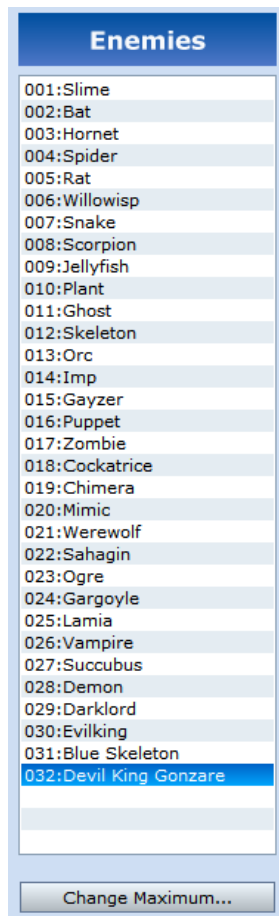 Enemies
001:Slime
002:Bat
003:Hornet
004:Spider
005:Rat
006:Willowisp
007:Snake
008:Scorpion
009:Jellyfish
010:Plant
011:Ghost
012:Skeleton
013:Orc
014:Imp
015:Gayzer
016:Puppet
017:Zombie
018:Cockatrice
019:Chimera
020:Mimic
021:Werewolf
022:Sahagin
023:Ogre
024:Gargoyle
025:Lamia
026:Vampire
027:Succubus
028:Demon
029:Darklord
030:Evilking
031:Blue Skeleton
032:Devil King Gonzare
Change Maximum...